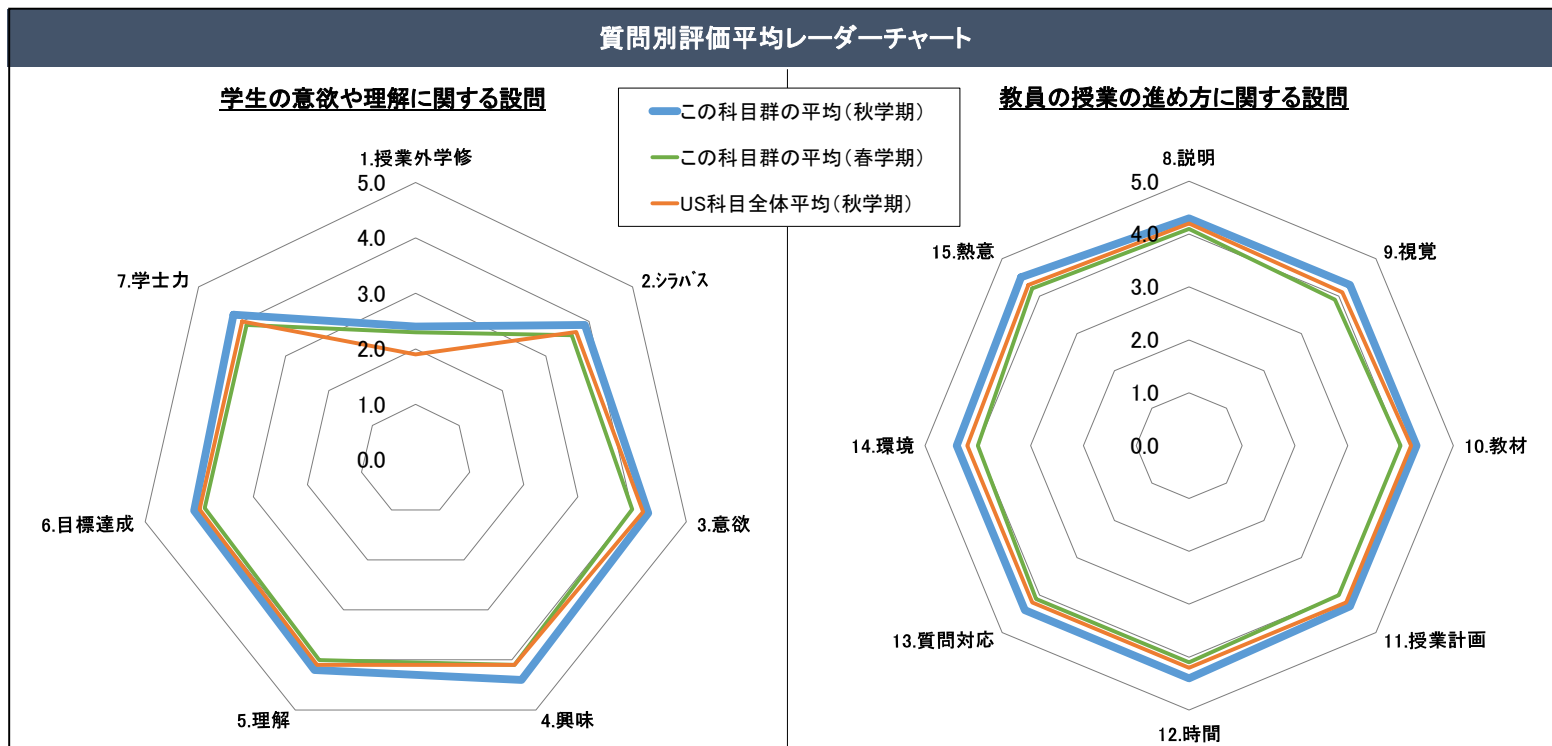 質問別評価平均レーダーチャート
学生の意欲や理解に関する設問
この科目群の平均(秋学期)
この科目群の平均(春学期)
US科目全体平均(秋学期)
教員の授業の進め方に関する設問
1.授業外学修
2.シラバス
3.意欲
4.興味
5.理解
6.目標達成
7.学士力
5.0
4.0
3.0
2.0
1.0
0.0
8.説明
9.視覚
10.教材
11.授業計画
12.時間
13.質問対応
14.環境
15.熱意
5.0
4.0
3.0
2.0
1.0
0.0